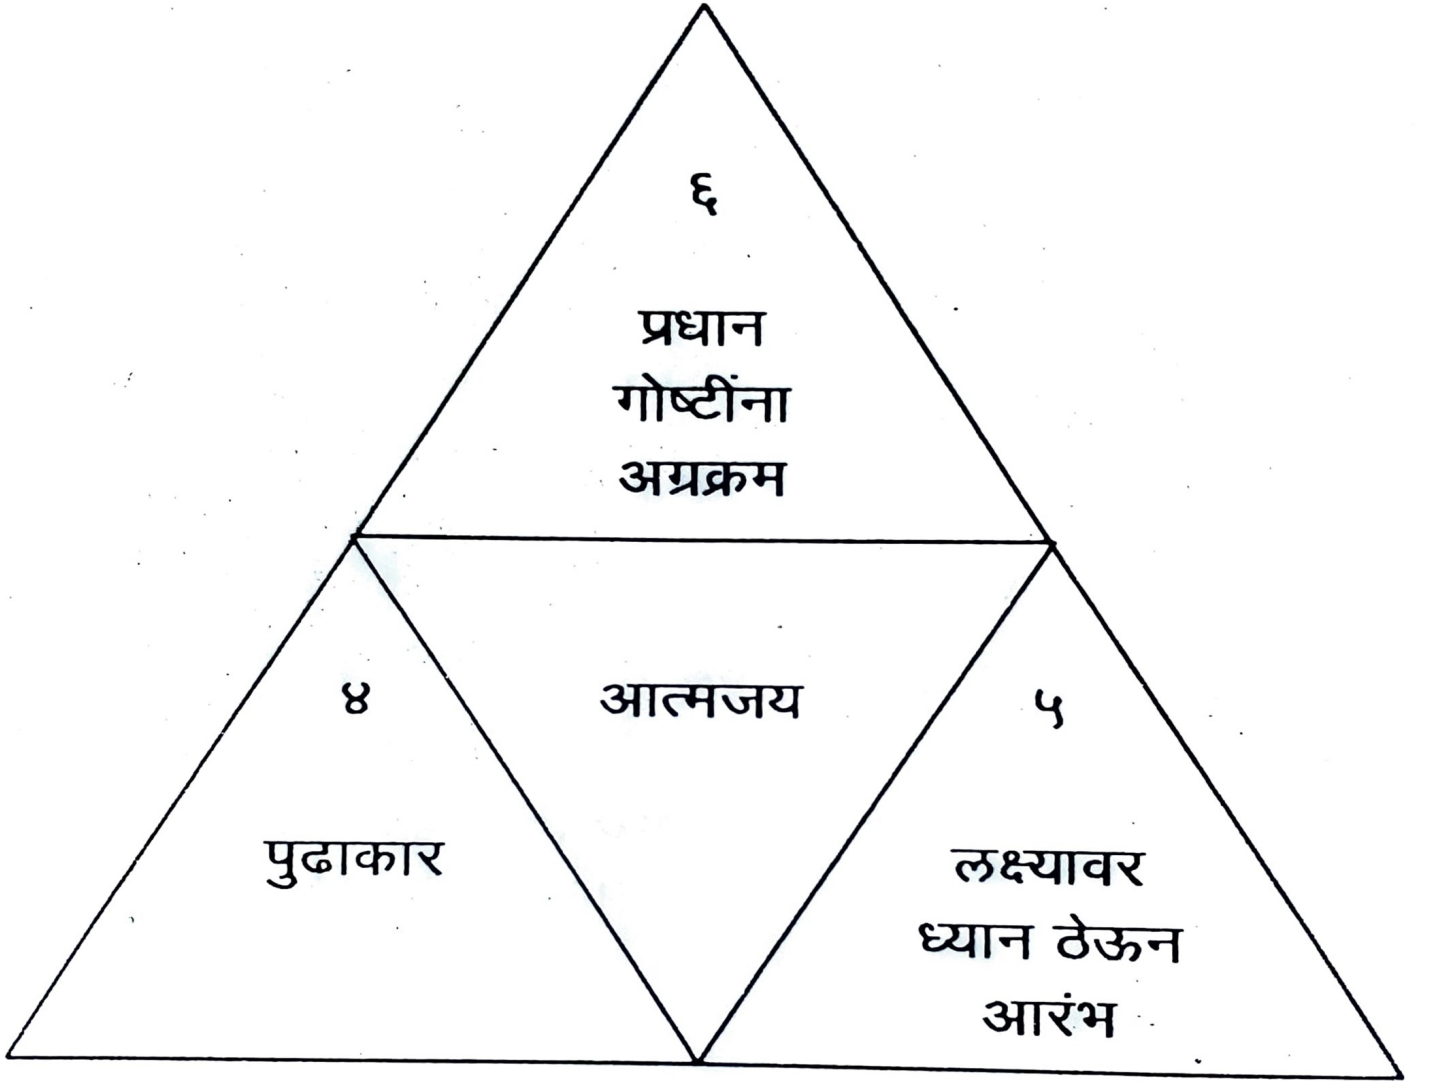 ६
प्रधान
गोष्टींना
अग्रक्रम
४
आत्मजय
५
पुढाकार
लक्ष्यावर
ध्यान ठेऊन
आरंभ